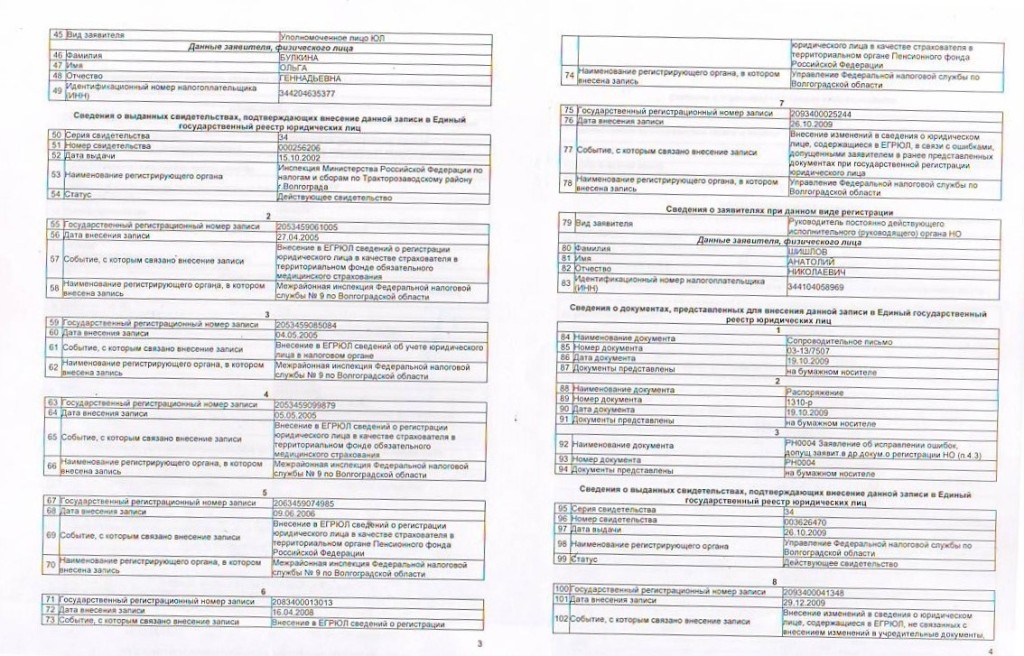 45 Вид заявителя Уполномоченное лицо ЮЛ
Данные заявителя, физического лица
46 Фамилия БУЛКИНА
47 Имя ОЛЬГА
48 Отчество ГЕННАДЬЕВНА
49 Идентификационный номер налогоплательщика
(ИНН) 344204635377
Сведения о выданных свидетельствах, подтверждающих внесение данной записи в Единый
государственный реестр юридических лиц
50 Серия свидетельства 34
51 Номер свидетельства 000256206
52 Дата выдачи 15.10.2002
53 Наименование регистрирующего органа Инспекция Министерства Российской Федерации по
налогам и сборам по Тракторозаводскому району
г.Волгограда
54 Статус Действующее свидетельство
2
55 Государственный регистрационный номер записи 2053459061005
56 Дата внесения записи 27.04.2005
57 Событие, с которым связано внесение записи Внесение в ЕГРЮЛ сведений о регистрации
юридического лица в качестве страхователя в
территориальном фонде обязательного
медицинского страхования
58 Наименование регистрирующего органа, в котором
внесена запись Межрайонная инспекция Федеральной налоговой
службы № 9 по Волгоградской области
3
59 Государственный регистрационный номер записи 2053459085084
60 Дата внесения записи 04.05.2005
61 Событие, с которым связано внесение записи Внесение в ЕГРЮЛ сведений об учете юридического
лица в налоговом органе
62 Наименование регистрирующего органа, в котором
внесена запись Межрайонная инспекция Федеральной налоговой
службы № 9 по Волгоградской области
4
63 Государственный регистрационный номер записи 2053459099879
64 Дата внесения записи 05.05.2005
65 Событие, с которым связано внесение записи Внесение в ЕГРЮЛ сведений о регистрации
юридического лица в качестве страхователя в
территориальном фонде обязательного
медицинского страхования
66 Наименование регистрирующего органа, в котором
внесена запись Межрайонная инспекция Федеральной налоговой
службы № 9 по Волгоградской области
5
67 Государственный регистрационный номер записи 2063459074985
68 Дата внесения записи 09.06.2006
69 Событие, с которым связано внесение записи Внесение в ЕГРЮЛ сведений о регистрации
юридического лица в качестве страхователя в
территориальном органе Пенсионного фонда
Российской Федерации
70 Наименование регистрирующего органа, в котором
внесена запись Межрайонная инспекция Федеральной налоговой
службы № 9 по Волгоградской области
6
71 Государственный регистрационный номер записи 2083400013013
72 Дата внесения записи 16.04.2008
73 Событие, с которым связано внесение записи Внесение в ЕГРЮЛ сведений о регистрации
3
юридического лица в качестве страхователя в
территориальном органе Пенсионного фонда
Российской Федерации
74 Наименование регистрирующего органа, в котором
внесена запись Управление Федеральной налоговой службы по
Волгоградской области
7
75 Государственный регистрационный номер записи 2093400025244
76 Дата внесения записи 26.10.2009
77 Событие, с которым связано внесение записи Внесение изменений в сведения о юридическом
лице, содержащиеся в ЕГРЮЛ, в связи с ошибками,
допущенными заявителем в ранее представленных
документах при государственной регистрации
юридического лица
78 Наименование регистрирующего органа, в котором
внесена запись Управление Федеральной налоговой службы по
Волгоградской области
Сведения о заявителях при данном виде регистрации
79 Вид заявителя Руководитель постоянно действующего
исполнительного (руководящего) органа НО
Данные заявителя, физического лица
80 Фамилия ШИШЛОВ
81 Имя АНАТОЛИЙ
82 Отчество НИКОЛАЕВИЧ
83 Идентификационный номер налогоплательщика
(ИНН) 344104058969
Сведения о документах, представленных для внесения данной записи в Единый государственный
реестр юридических лиц
1
84 Наименование документа Сопроводительное письмо
85 Номер документа 03-13/7507
86 Дата документа 19.10.2009
87 Документы представлены на бумажном носителе
2
88 Наименование документа Распоряжение
89 Номер документа 1310-р
90 Дата документа 19.10.2009
91 Документы представлены на бумажном носителе
3
92 Наименование документа РН0004 Заявление об исправлении ошибок,
допущ.заявит.в др.докум.о регистрации НО (п.4.3)
93 Номер документа РН0004
94 Документы представлены на бумажном носителе
Сведения о выданных свидетельствах, подтверждающих внесение данной записи в Единый
государственный реестр юридических лиц
95 Серия свидетельства 34
96 Номер свидетельства 003626470
97 Дата выдачи 26.10.2009
98 Наименование регистрирующего органа Управление Федеральной налоговой службы по
Волгоградской области
99 Статус Действующее свидетельство
8
100 Государственный регистрационный номер записи 2093400041348
101 Дата внесения записи 29.12.2009
102 Событие, с которым связано внесение записи Внесение изменений в сведения о юридическом
лице, содержащиеся в ЕГРЮЛ, не связанных с
внесением изменений в учредительные документы,
4